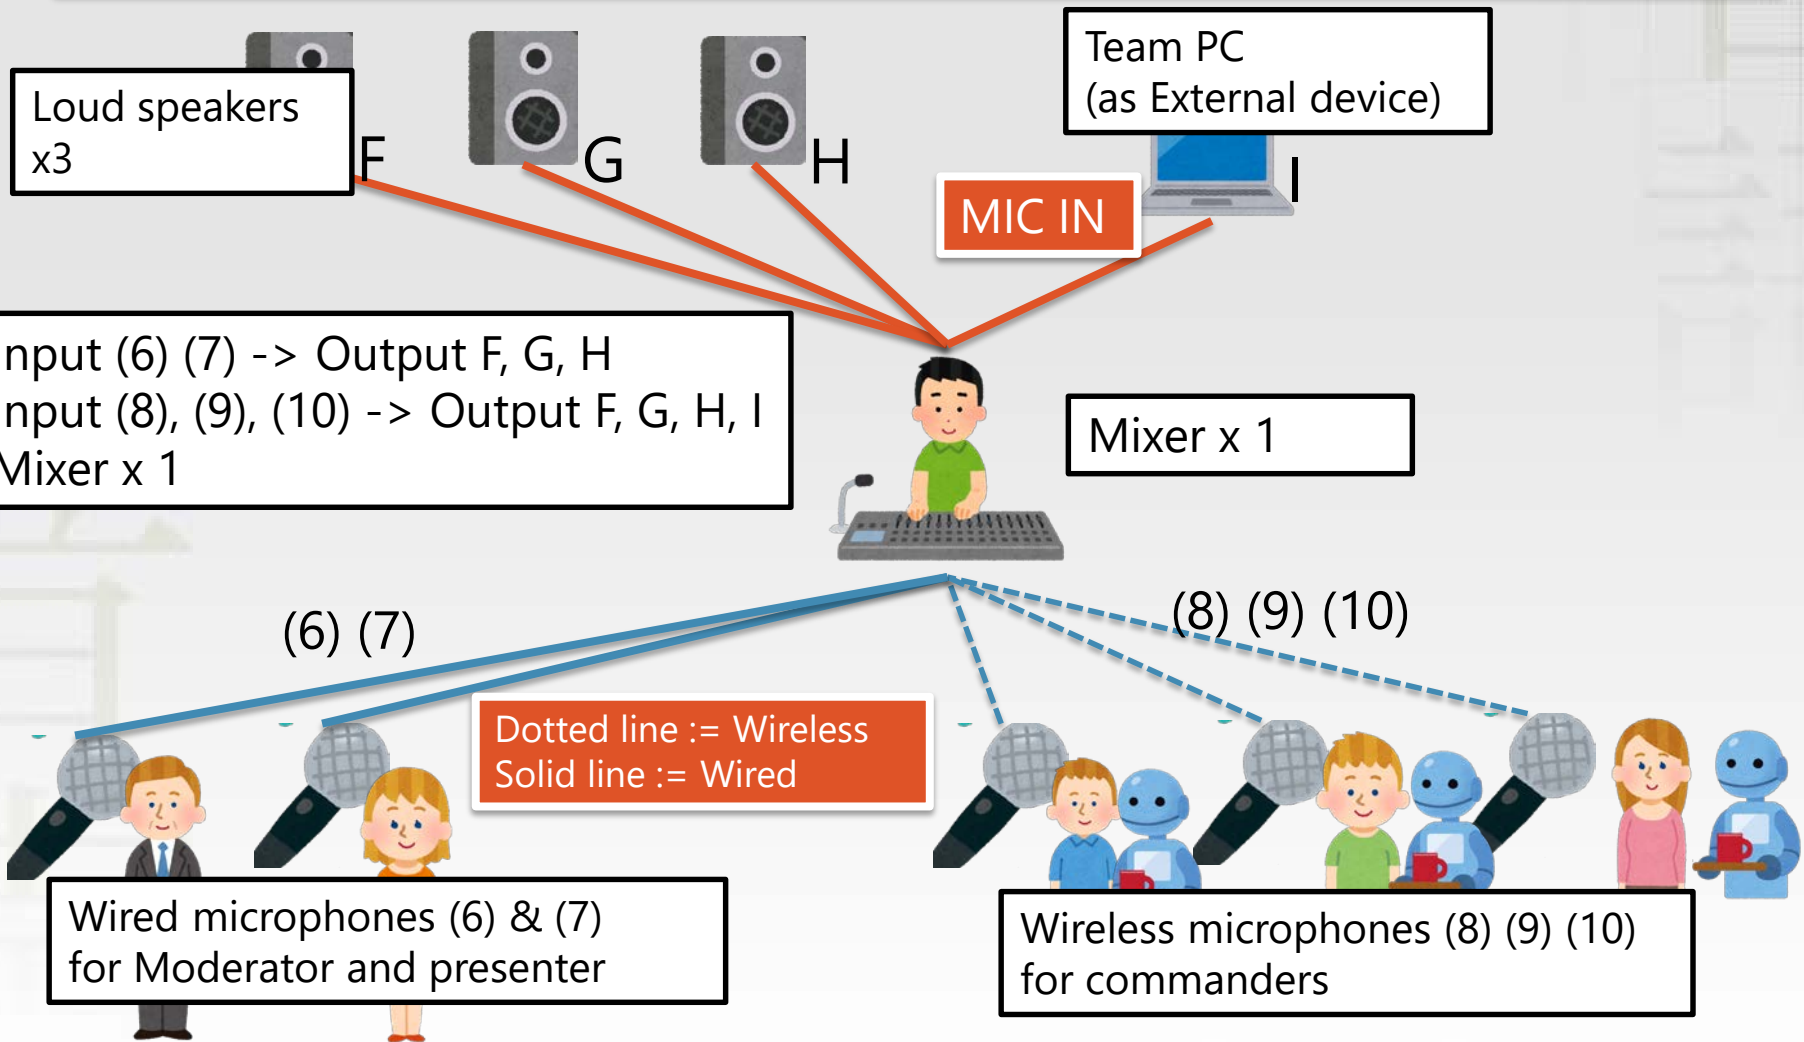 Team PC
(as External device)
Loud speakers
x3
F
G
H
I
MIC IN
nput (6) (7) -> Output F, G, H
nput (8), (9), (10) -> Output F, G, H, I
Mixer x 1
Mixer x 1
(6) (7)
(8) (9) (10)
Dotted line := Wireless
Solid line := Wired
Wired microphones (6) & (7)
for Moderator and presenter
Wireless microphones (8) (9) (10)
for commanders